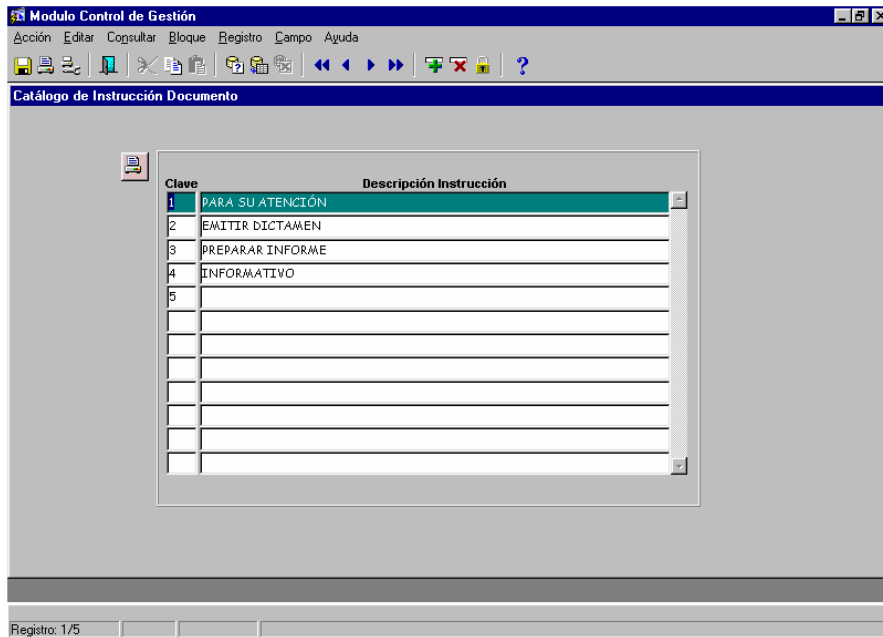 Modulo Control de Gestión
Acción Editar Consultar Bloque Registro Campo Ayuda
?
Catálogo de Instrucción Documento
Clave Descripción Instrucción
1 PARA SU ATENCIÓN
2 EMITIR DICTAMEN
3 PREPARAR INFORME
4 INFORMATIVO
5
Registro: 1/5